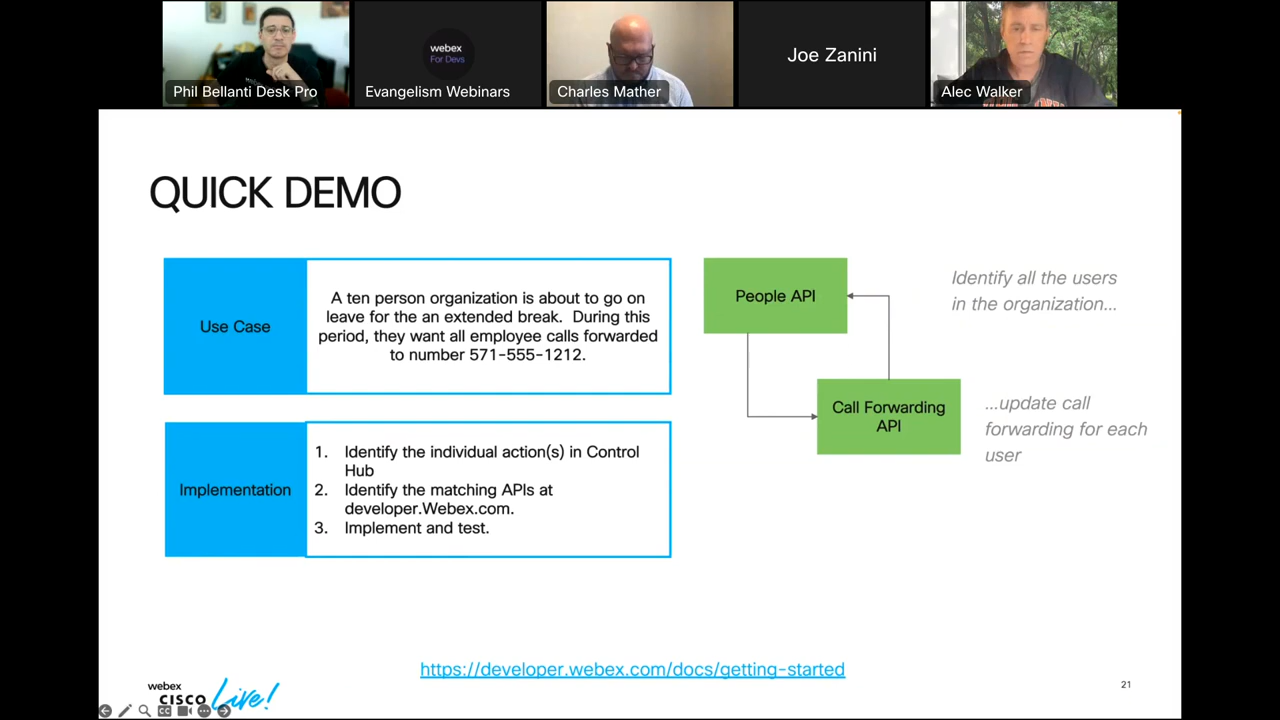 Phil Bellanti Desk Pro
webex
For Devs
Evangelism Webinars
Charles Mather
Joe Zanini
Alec Walker
QUICK DEMO
Use Case
A ten person organization is about to go on
leave for the an extended break. During this
period, they want all employee calls forwarded
to number 571-555-1212.
Implementation
1. Identify the individual action(s) in Control
Hub
2. Identify the matching APIs at
developer.Webex.com.
3. Implement and test.
People API
Identify all the users
in the organization...
Call Forwarding
API
...update call
forwarding for each
user
https://developer.webex.com/docs/getting-started
webex
CISCO Live!
21